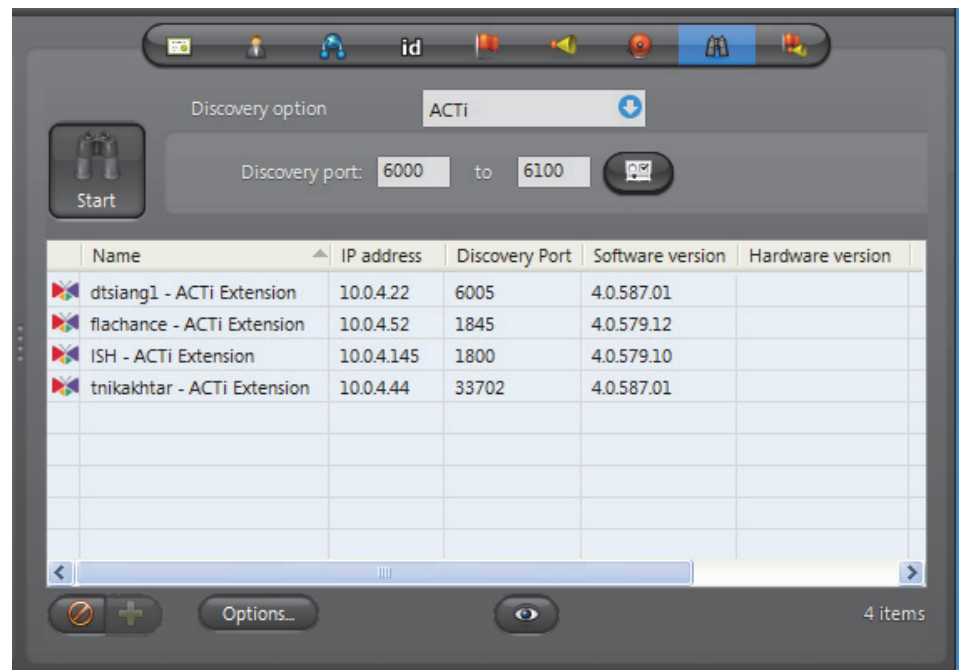 id
Discovery option ACTi
Start
Discovery port: 6000 to 6100
Name IP address Discovery Port Software version Hardware version
dtsiang1 - ACTi Extension 10.0.4.22 6005 4.0.587.01
flachance - ACTi Extension 10.0.4.52 1845 4.0.579.12
ISH - ACTi Extension 10.0.4.145 1800 4.0.579.10
tnikakhtar - ACTi Extension 10.0.4.44 33702 4.0.587.01
Options... 4 items